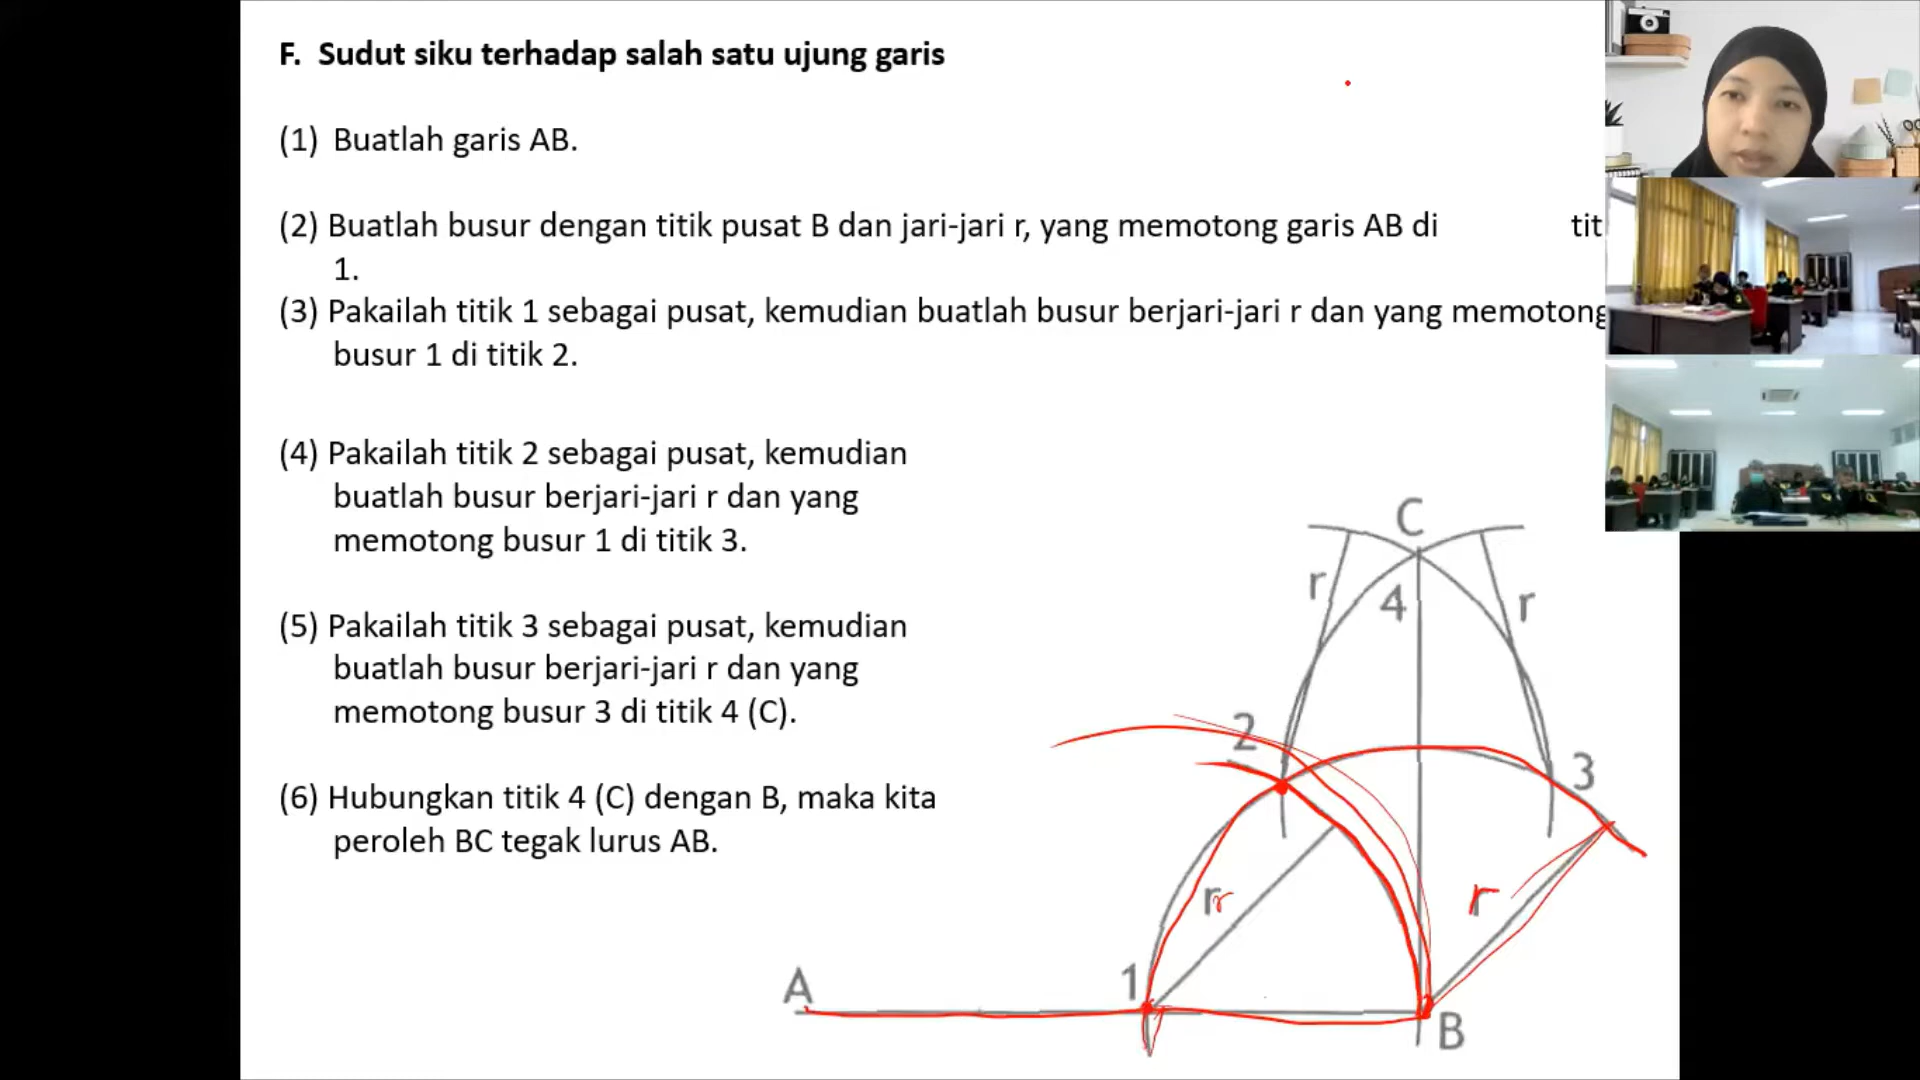 F. Sudut siku terhadap salah satu ujung garis
(1) Buatlah garis AB.
(2) Buatlah busur dengan titik pusat B dan jari-jari r, yang memotong garis AB di tit
1.
(3) Pakailah titik 1 sebagai pusat, kemudian buatlah busur berjari-jari r dan yang memotong
busur 1 di titik 2.
(4) Pakailah titik 2 sebagai pusat, kemudian
buatlah busur berjari-jari r dan yang
memotong busur 1 di titik 3.
(5) Pakailah titik 3 sebagai pusat, kemudian
buatlah busur berjari-jari r dan yang
memotong busur 3 di titik 4 (C).
(6) Hubungkan titik 4 (C) dengan B, maka kita
peroleh BC tegak lurus AB.
C
r
4
r
2
3
r r
r
A
1
B